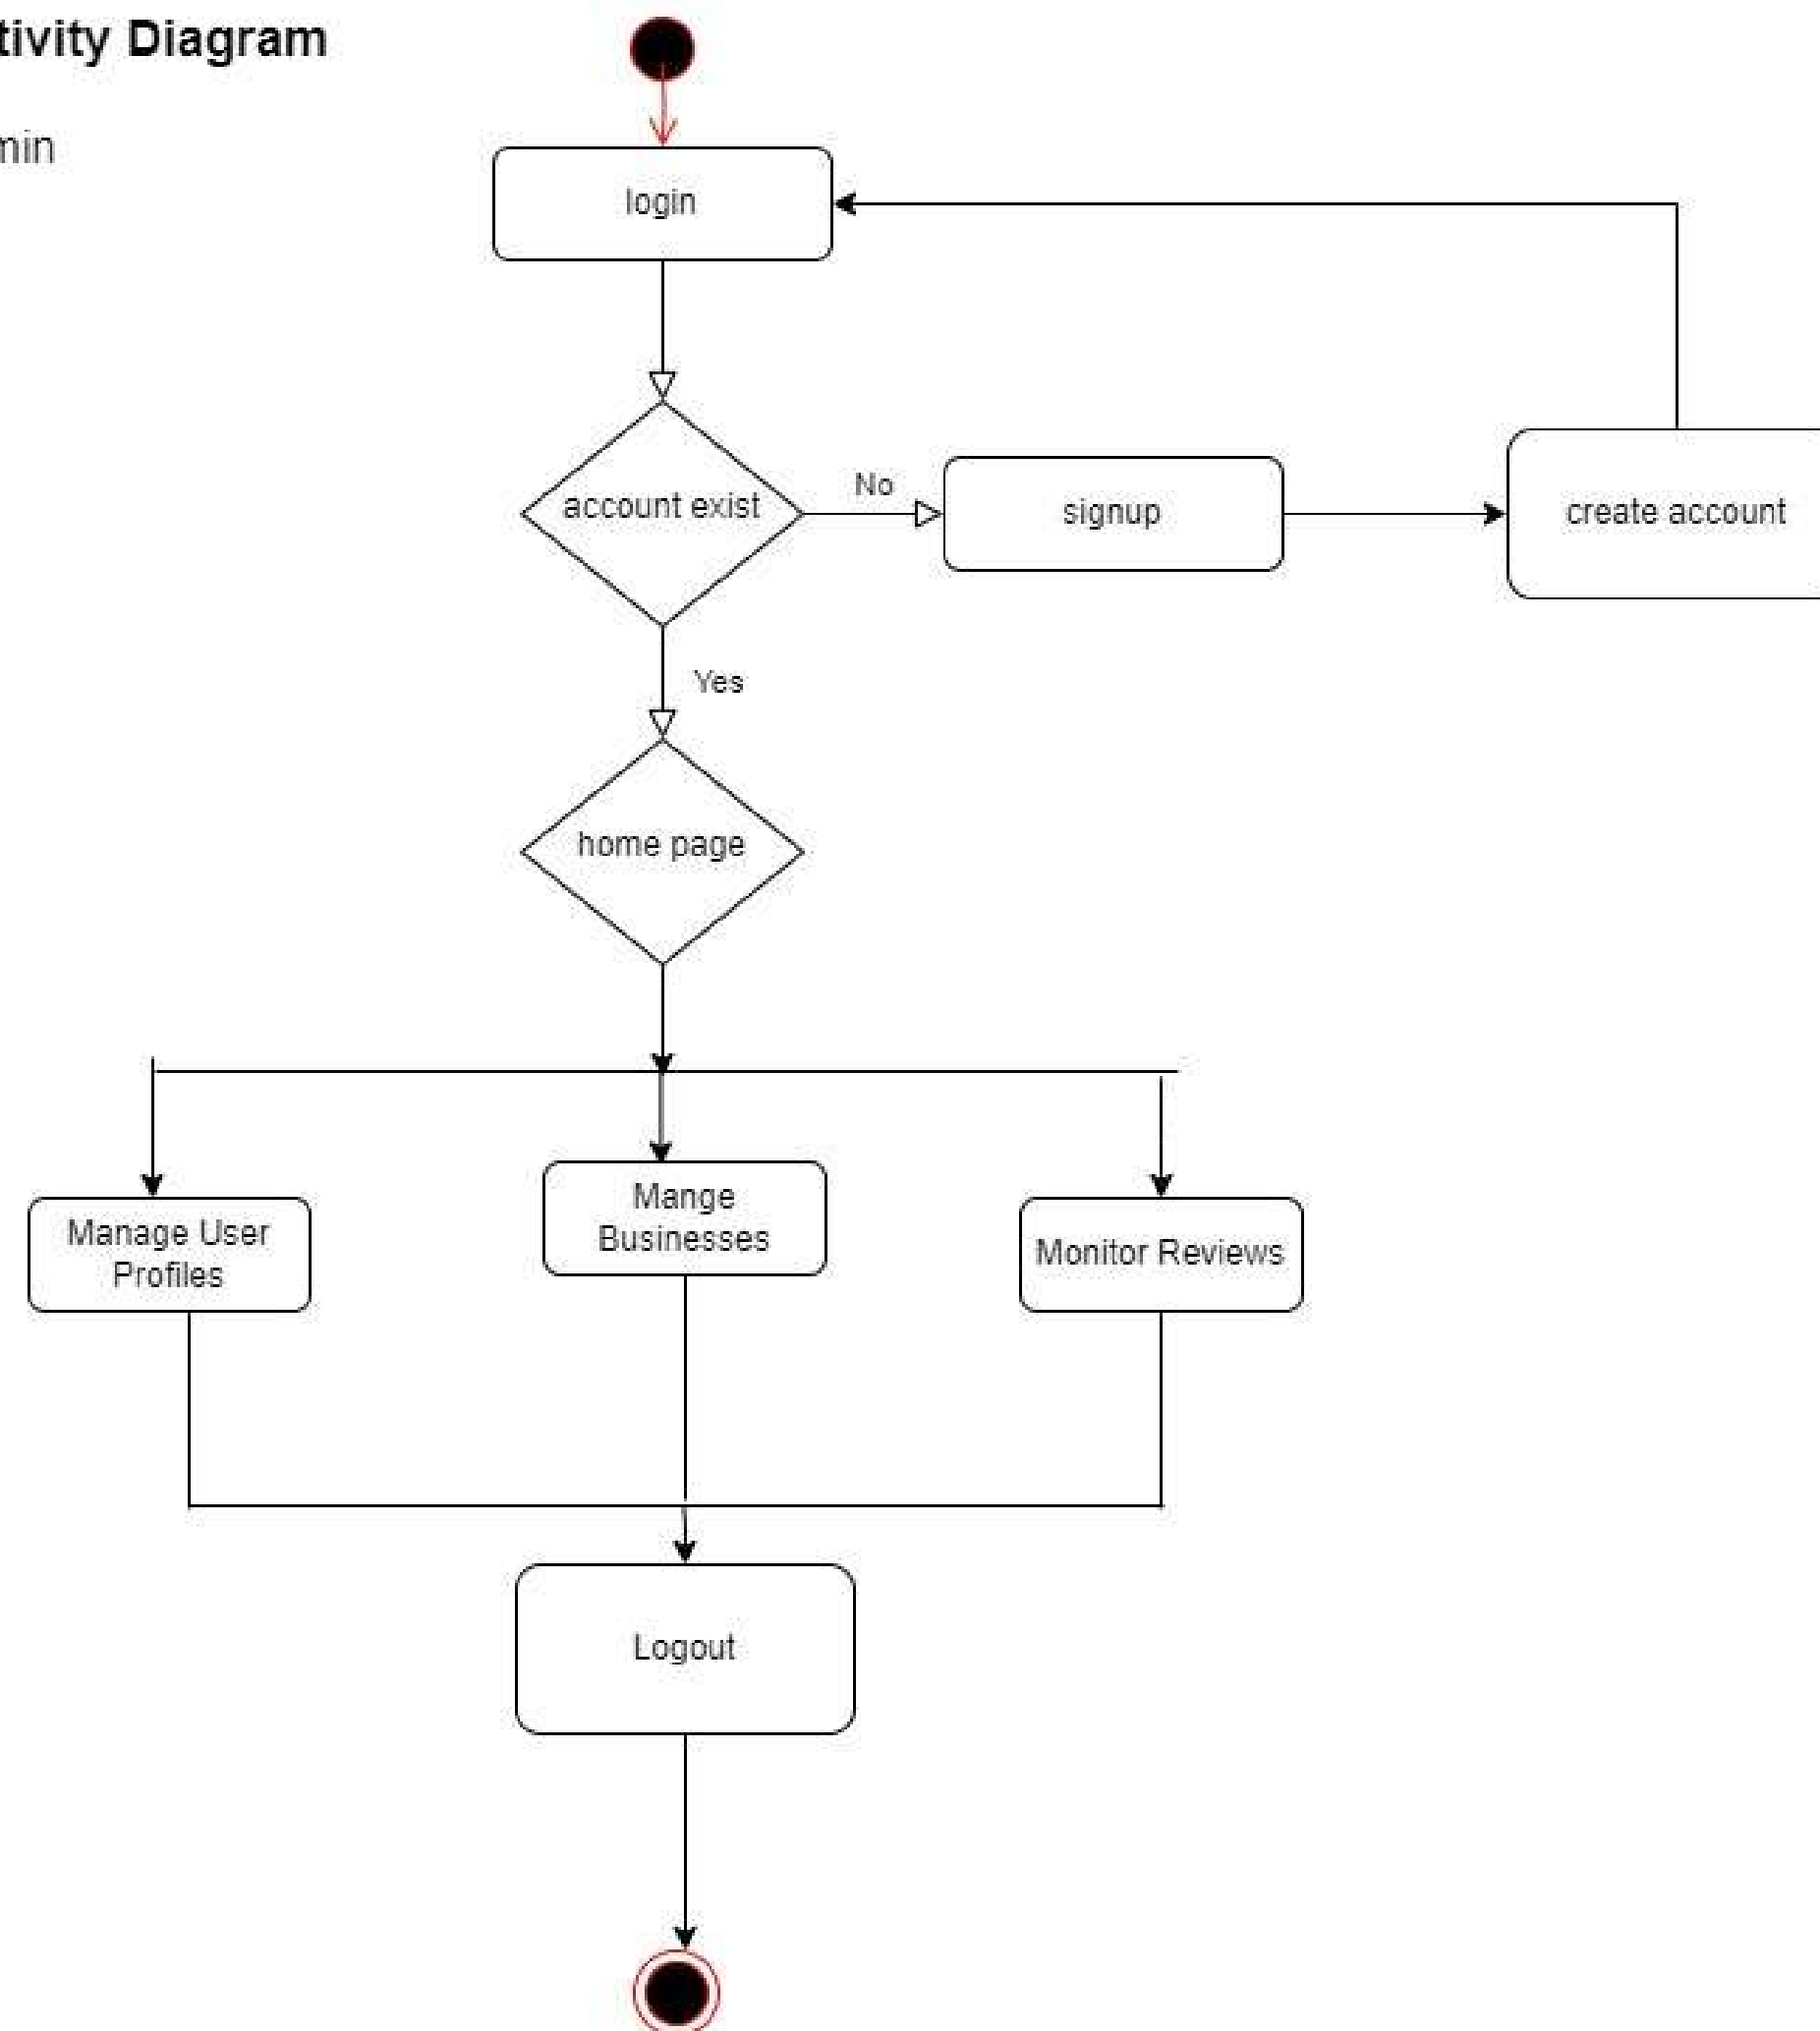 tivity Diagram
min
login
account exist
No
signup
create account
Yes
home page
Manage User
Profiles
Mange
Businesses
Monitor Reviews
Logout